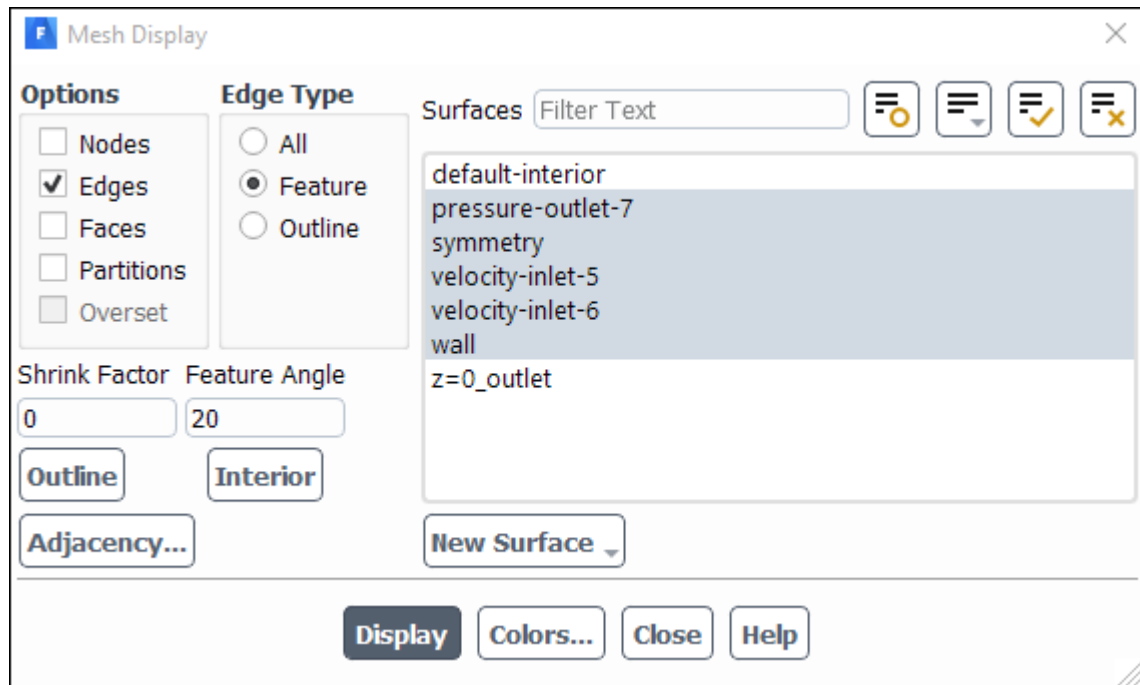 F Mesh Display
Options
Nodes
Edges
Faces
Partitions
Overset
Edge Type
All
Feature
Outline
Shrink Factor Feature Angle
0 20
Outline Interior
Adjacency...
Surfaces Filter Text
default-interior
pressure-outlet-7
symmetry
velocity-inlet-5
velocity-inlet-6
wall
z=0_outlet
New Surface
Display Colors... Close Help